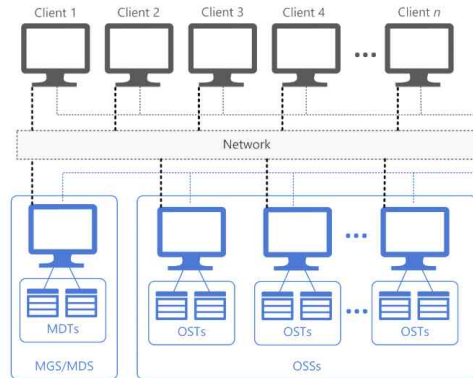 Client 1 Client 2 Client 3 Client 4 Client n
Network
MDTs OSTs OSTs OSTs
MGS/MDS OSSs